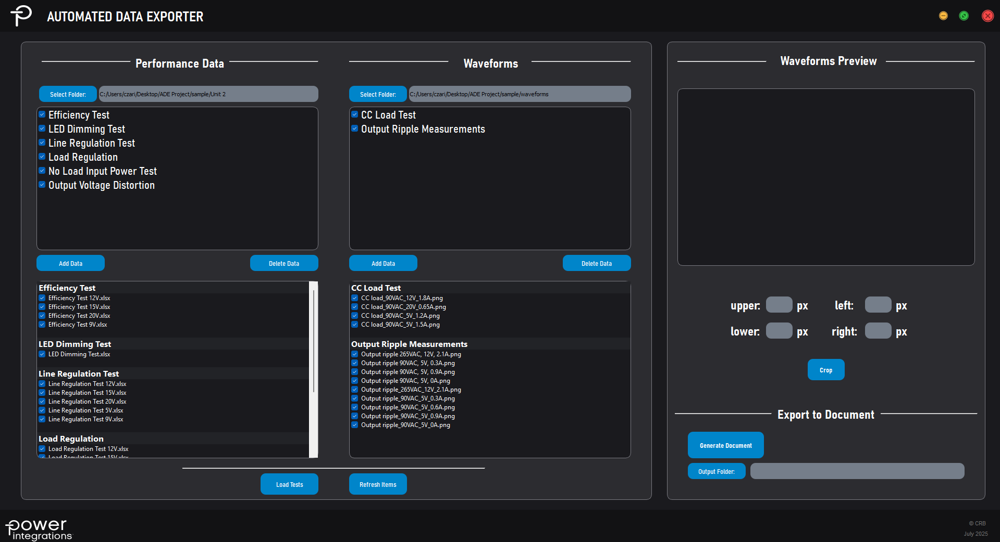 AUTOMATED DATA EXPORTER
Performance Data
Select Folder:
C:/Users/czari/Desktop/ADE Project/sample/Unit 2
Efficiency Test
LED Dimming Test
Line Regulation Test
Load Regulation
No Load Input Power Test
Output Voltage Distortion
Add Data
Delete Data
Efficiency Test
Efficiency Test 12V.xlsx
Efficiency Test 15V.xlsx
Efficiency Test 20V.xlsx
Efficiency Test 9V.xlsx
LED Dimming Test
LED Dimming Test.xlsx
Line Regulation Test
Line Regulation Test 12V.xlsx
Line Regulation Test 15V.xlsx
Line Regulation Test 20V.xlsx
Line Regulation Test 5V.xlsx
Line Regulation Test 9V.xlsx
Load Regulation
Load Regulation Test 12V.xlsx
Load Regulation Test 15V.xlsx
Waveforms
Select Folder:
C:/Users/czari/Desktop/ADE Project/sample/waveforms
CC Load Test
Output Ripple Measurements
Add Data
Delete Data
CC Load Test
CC load_90VAC_12V_1.8A.png
CC load_90VAC_20V_0.65A.png
CC load_90VAC_5V_1.2A.png
CC load_90VAC_5V_1.5A.png
Output Ripple Measurements
Output ripple 265VAC, 12V, 2.1A.png
Output ripple 90VAC, 5V, 0.3A.png
Output ripple 90VAC, 5V, 0.9A.png
Output ripple 90VAC, 5V, 0A.png
Output ripple_265VAC_12V_2.1A.png
Output ripple_90VAC_5V_0.3A.png
Output ripple_90VAC_5V_0.6A.png
Output ripple_90VAC_5V_0.9A.png
Output ripple_90VAC_5V_0A.png
Load Tests
Refresh Items
Waveforms Preview
upper: px
left: px
lower: px
right: px
Crop
Export to Document
Generate Document
Output Folder:
power
integrations
© CRB
July 2025